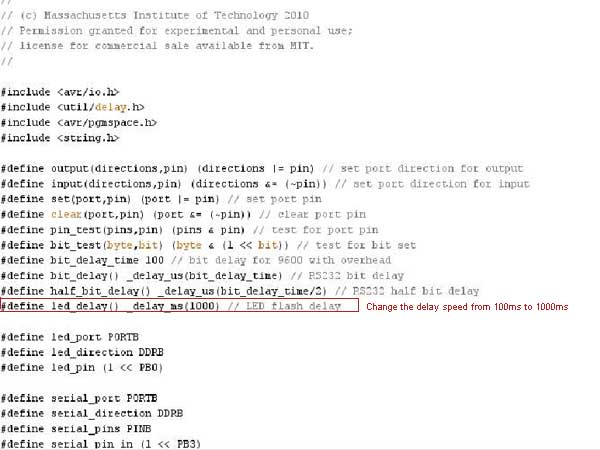 //
// (c) Massachusetts Institute of Technology 2010
// Permission granted for experimental and personal use;
// license for commercial sale available from MIT.
//
#include <avr/io.h>
#include <util/delay.h>
#include <avr/pgmspace.h>
#include <string.h>
#define output(directions,pin) (directions |= pin) // set port direction for output
#define input(directions,pin) (directions &= (~pin)) // set port direction for input
#define set(port,pin) (port |= pin) // set port pin
#define clear(port,pin) (port &= (~pin)) // clear port pin
#define pin_test(pins,pin) (pins & pin) // test for port pin
#define bit_test(byte,bit) (byte & (1 << bit)) // test for bit set
#define bit_delay_time 100 // bit delay for 9600 with overhead
#define bit_delay() _delay_us(bit_delay_time) // RS232 bit delay
#define half_bit_delay() _delay_us(bit_delay_time/2) // RS232 half bit delay
#define led_delay() _delay_ms(1000) // LED flash delay Change the delay speed from 100ms to 1000ms
#define led_port PORTB
#define led_direction DDRB
#define led_pin (1 << PB0)
#define serial_port PORTB
#define serial_direction DDRB
#define serial_pins PINB
#define serial_pin_in (1 << PB3)